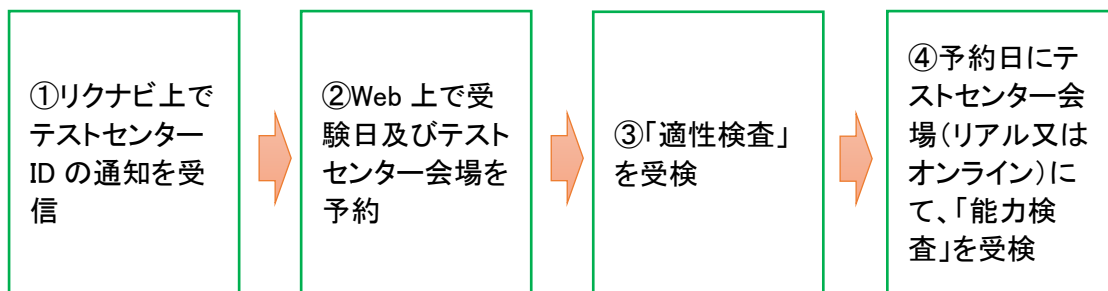 ①リクナビ上で
テストセンター
ID の通知を受
信
②Web 上で受
験日及びテスト
センター会場を
予約
③「適性検査」
を受検
④予約日にテ
ストセンター会
場(リアル又は
オンライン)に
て、「能力検
査」を受検